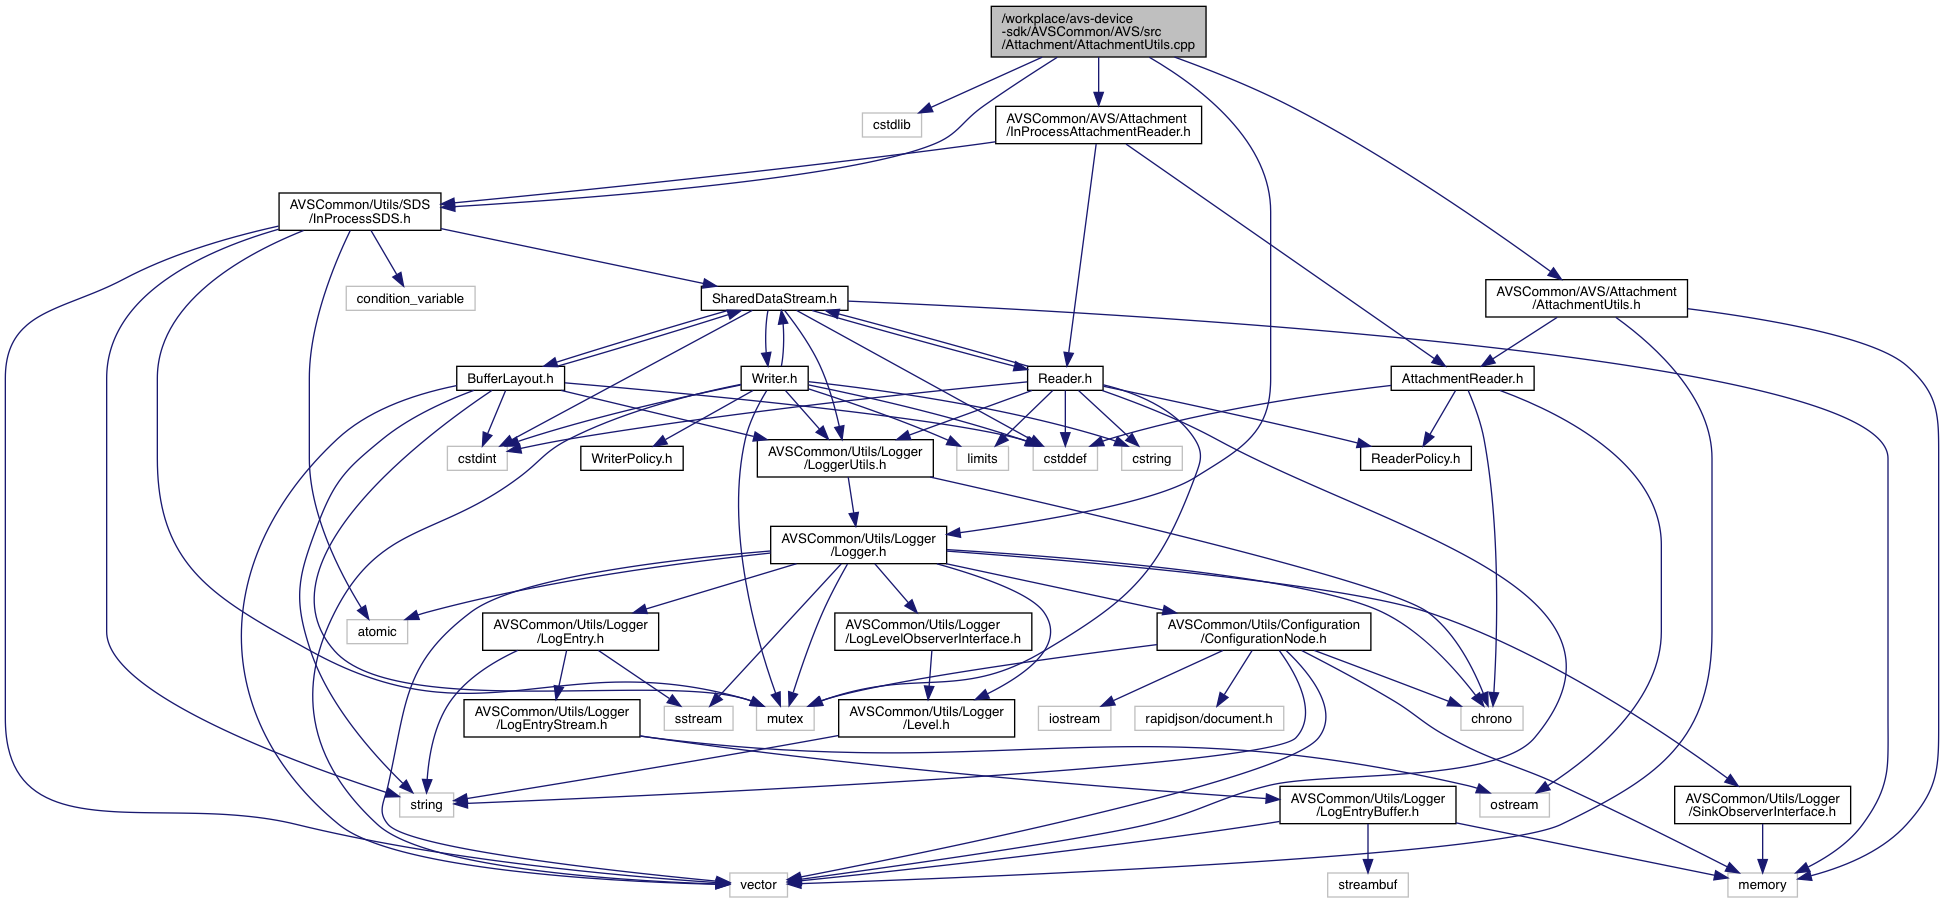 /workplace/avs-device
-sdk/AVSCommon/AVS/src
/Attachment/AttachmentUtils.cpp
cstdlib
AVSCommon/AVS/Attachment
/InProcessAttachmentReader.h
AVSCommon/Utils/SDS
/InProcessSDS.h
condition_variable
SharedDataStream.h
AVSCommon/AVS/Attachment
/AttachmentUtils.h
BufferLayout.h
Writer.h
Reader.h
AttachmentReader.h
cstdint
WriterPolicy.h
AVSCommon/Utils/Logger
/LoggerUtils.h
limits
cstddef
cstring
ReaderPolicy.h
AVSCommon/Utils/Logger
/Logger.h
atomic
AVSCommon/Utils/Logger
/LogEntry.h
AVSCommon/Utils/Logger
/LogLevelObserverInterface.h
AVSCommon/Utils/Configuration
/ConfigurationNode.h
AVSCommon/Utils/Logger
/LogEntryStream.h
sstream
mutex
AVSCommon/Utils/Logger
/Level.h
iostream
rapidjson/document.h
chrono
string
AVSCommon/Utils/Logger
/LogEntryBuffer.h
ostream
AVSCommon/Utils/Logger
/SinkObserverInterface.h
vector
streambuf
memory